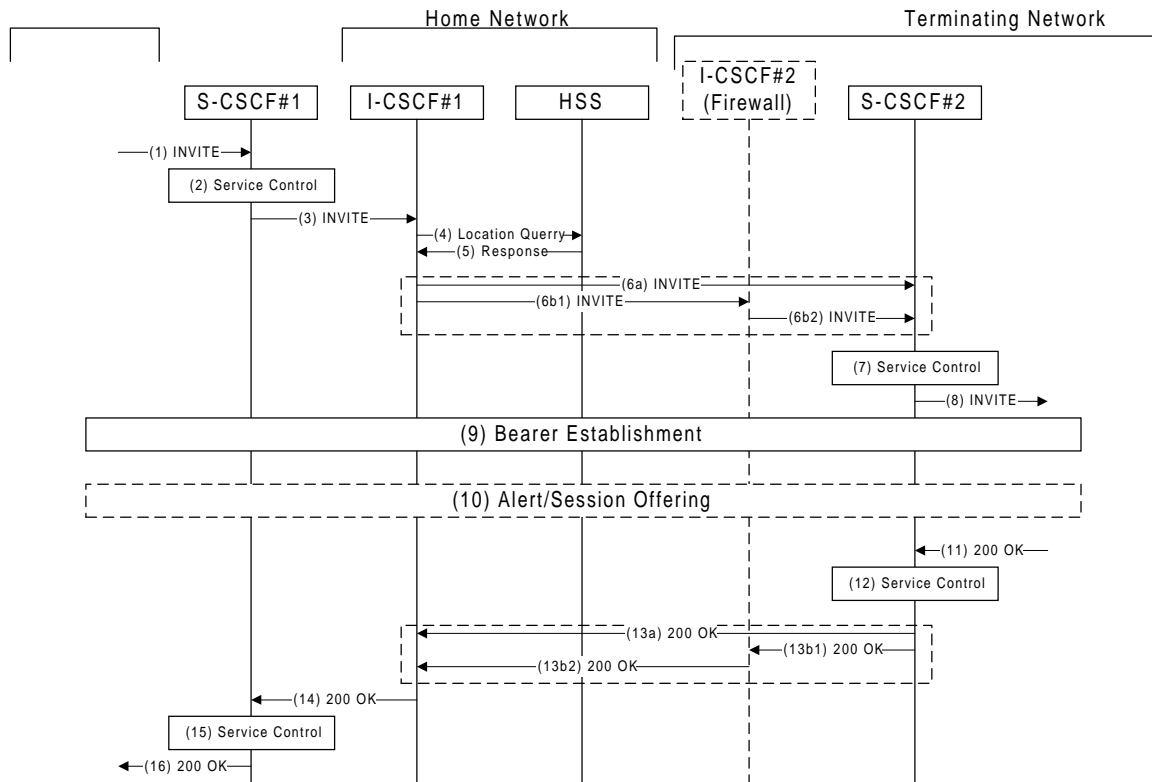 Home Network
Terminating Network
S-CSCF#1
I-CSCF#1
HSS
I-CSCF#2
(Firewall)
S-CSCF#2
(1) INVITE
(2) Service Control
(3) INVITE
(4) Location Querry
(5) Response
(6a) INVITE
(6b1) INVITE
(6b2) INVITE
(7) Service Control
(8) INVITE
(9) Bearer Establishment
(10) Alert/Session Offering
(11) 200 OK
(12) Service Control
(13a) 200 OK
(13b1) 200 OK
(13b2) 200 OK
(14) 200 OK
(15) Service Control
(16) 200 OK